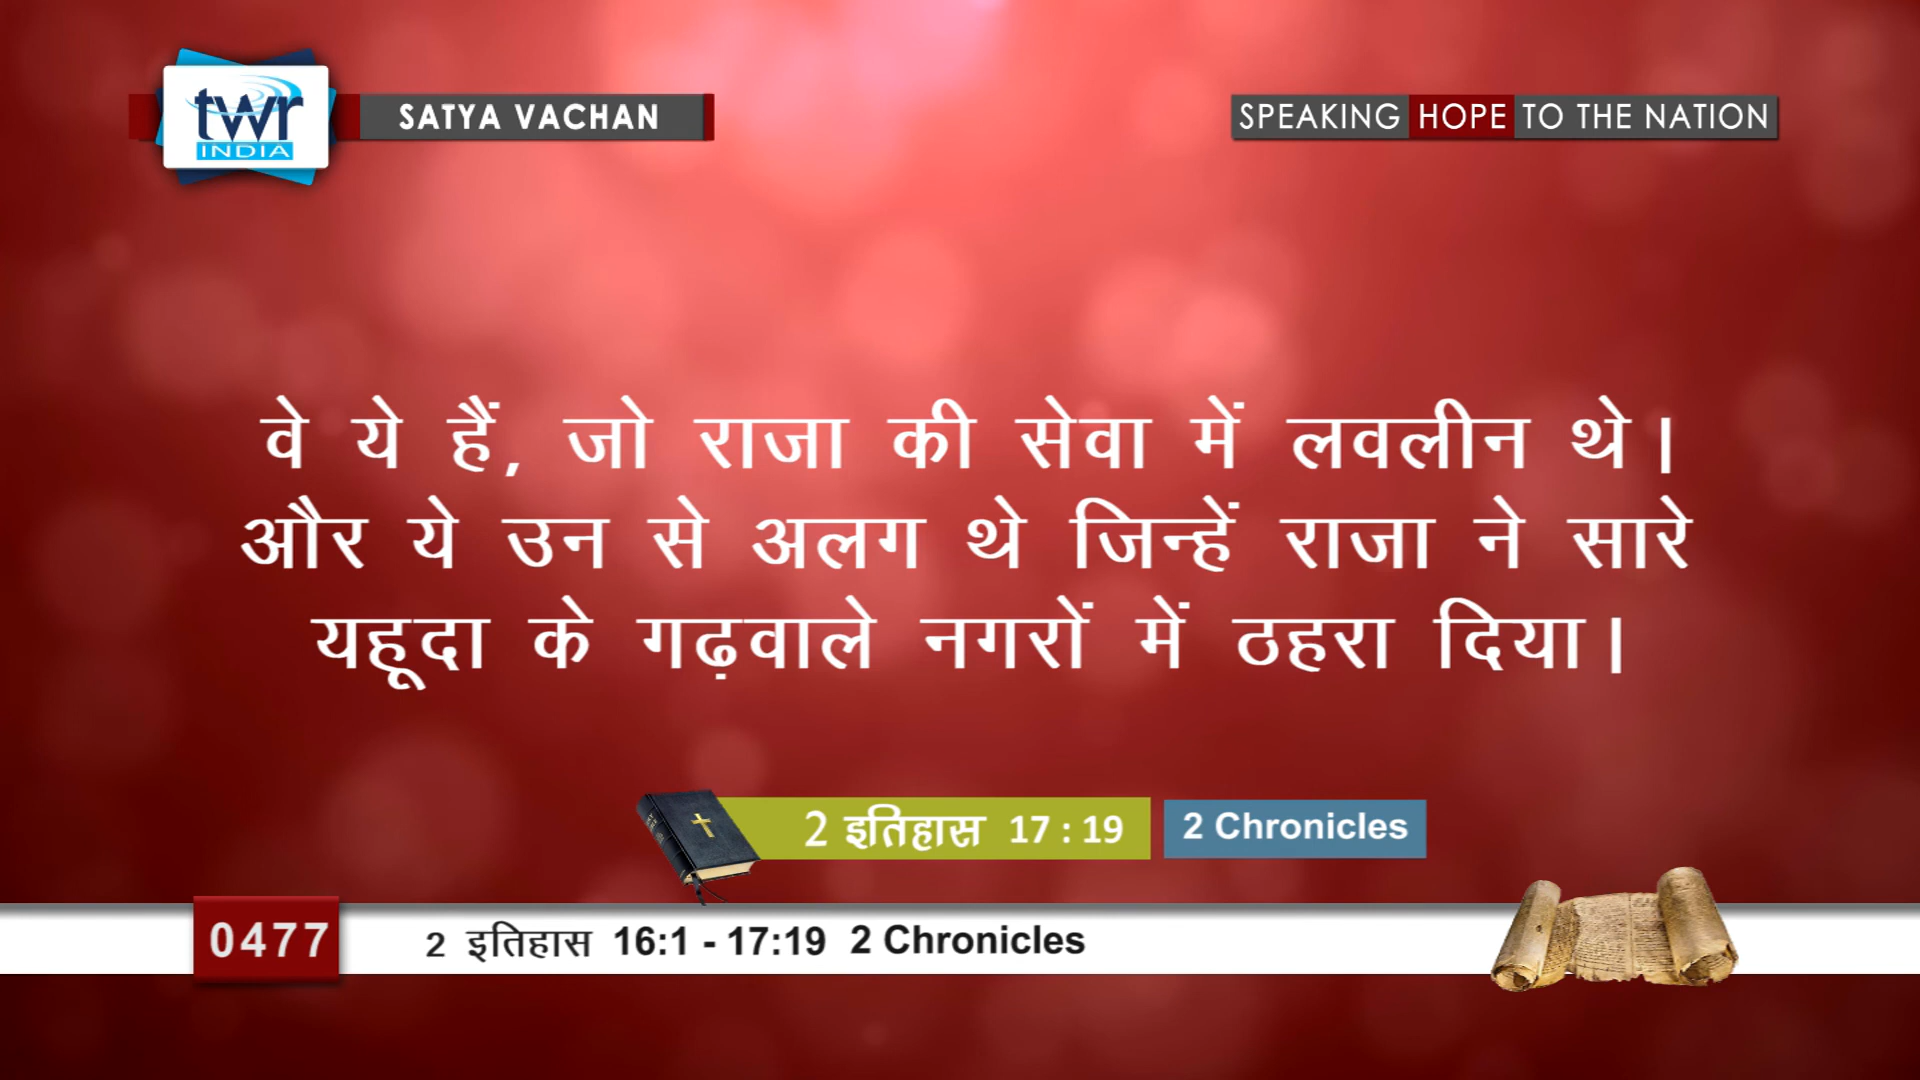 twr
INDIA
SATYA VACHAN
SPEAKING HOPE TO THE NATION
वे ये हैं, जो राजा की सेवा में लवलीन थे।
और ये उन से अलग थे जिन्हें राजा ने सारे
यहूदा के गढ़वाले नगरों में ठहरा दिया।
2 इतिहास 17 : 19
2 Chronicles
0477
2 इतिहास 16:1 - 17:19 2 Chronicles